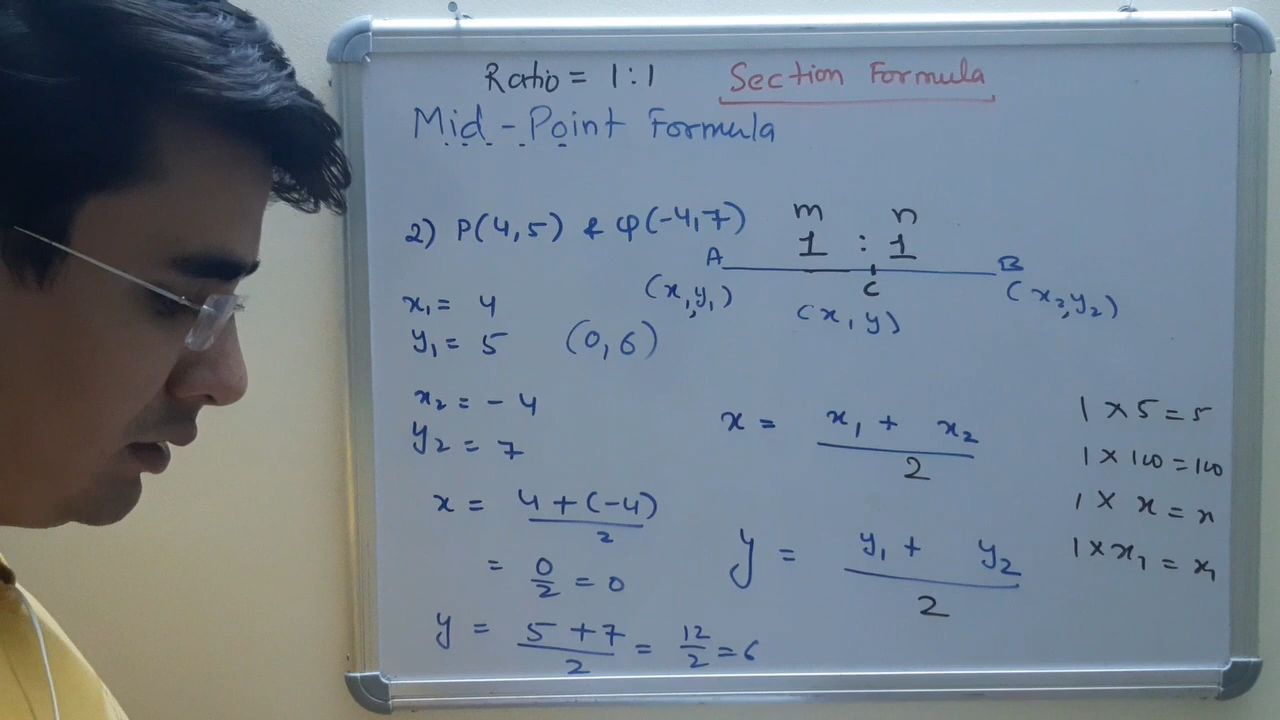 Ratio = 1:1 Section Formula
Mid-Point Formula
2) P(4,5) & φ(-4,7)
m n
1 : 1
A B
C
(x₁,y₁) (x,y) (x₂,y₂)
x₁ = 4
y₁ = 5 (0,6)
x₂ = -4
y₂ = 7
x = 4+(-4)/2
= 0/2 = 0
y = 5+7/2 = 12/2 = 6
x = x₁ + x₂/2
y = y₁ + y₂/2
1 × 5 = 5
1 × 100 = 100
1 × x = x
1 × x₁ = x₁